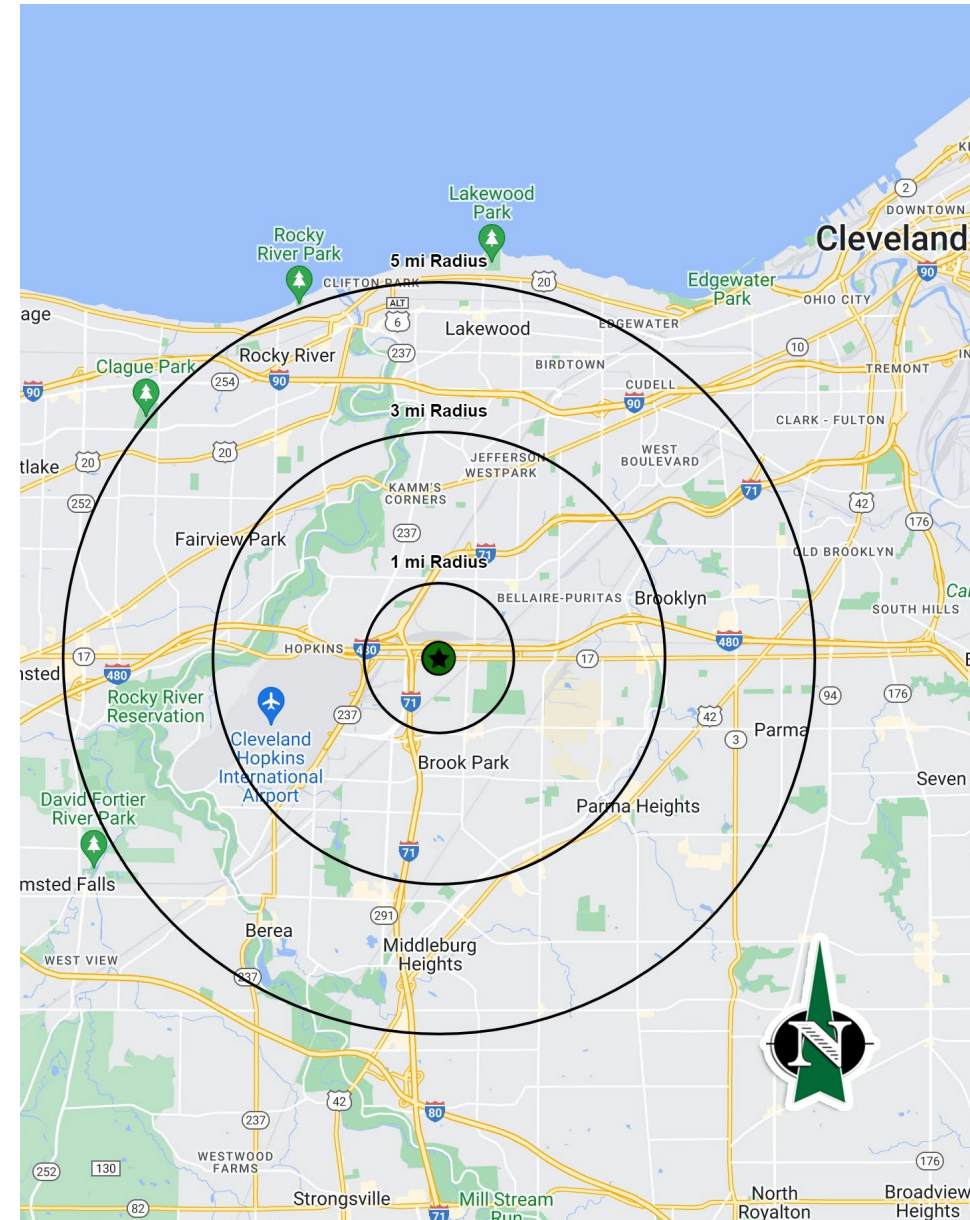 2
DOWNTOWN
Cleveland
90
Lakewood
Park
Rocky
River Park
5 mi Radius
CLIFTON PARK
20
Edgewater
Park
OHIO CITY
age
ALT
6
Lakewood
EDGEWATER
10
TREMONT
Rocky River
237
BIRDTOWN
Clague Park
254
90
90
CUDELL
90
3 mi Radius
CLARK - FULTON
20
JEFFERSON
WESTPARK
WEST
BOULEVARD
tlake
20
KAMM'S
CORNERS
71
42
252
176
237
Fairview Park
71
OLD BROOKLYN
1 mi Radius
BELLAIRE-PURITAS
Brooklyn
SOUTH HILLS
HOPKINS
480
480
17
17
msted
480
71
Rocky River
Reservation
237
42
94
176
3
Parma
Cleveland
Hopkins
International
Airport
Brook Park
Seven
David Fortier
River Park
Parma Heights
71
msted Falls
291
Berea
Middleburg
Heights
WEST VIEW
237
N
42
80
237
WESTWOOD
FARMS
252
130
176
Strongsville
Mill Stream
Run
North
Royalton
Broadview
Heights
82
71